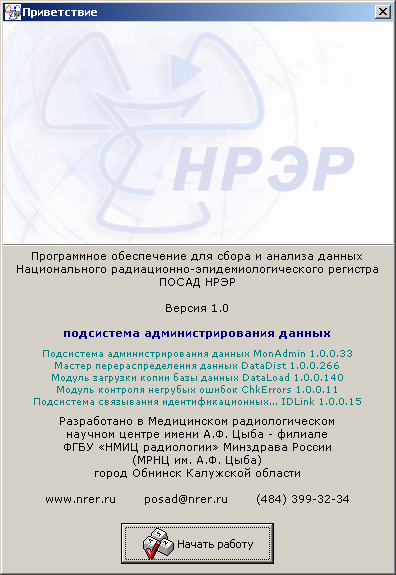 Приветствие
НРЭР
Программное обеспечение для сбора и анализа данных
Национального радиационно-эпидемиологического регистра
ПОСАД НРЭР
Версия 1.0
подсистема администрирования данных
Подсистема администрирования данных MonAdmin 1.0.0.33
Мастер перераспределения данных DataDist 1.0.0.266
Модуль загрузки копии базы данных DataLoad 1.0.0.140
Модуль контроля негрубых ошибок ChkErrors 1.0.0.11
Подсистема связывания идентификационных... IDLink 1.0.0.15
Разработано в Медицинском радиологическом
научном центре имени А.Ф. Цыба - филиале
ФГБУ «НМИЦ радиологии» Минздрава России
(МРНЦ им. А.Ф. Цыба)
город Обнинск Калужской области
www.nrer.ru posad@nrer.ru (484) 399-32-34
Начать работу